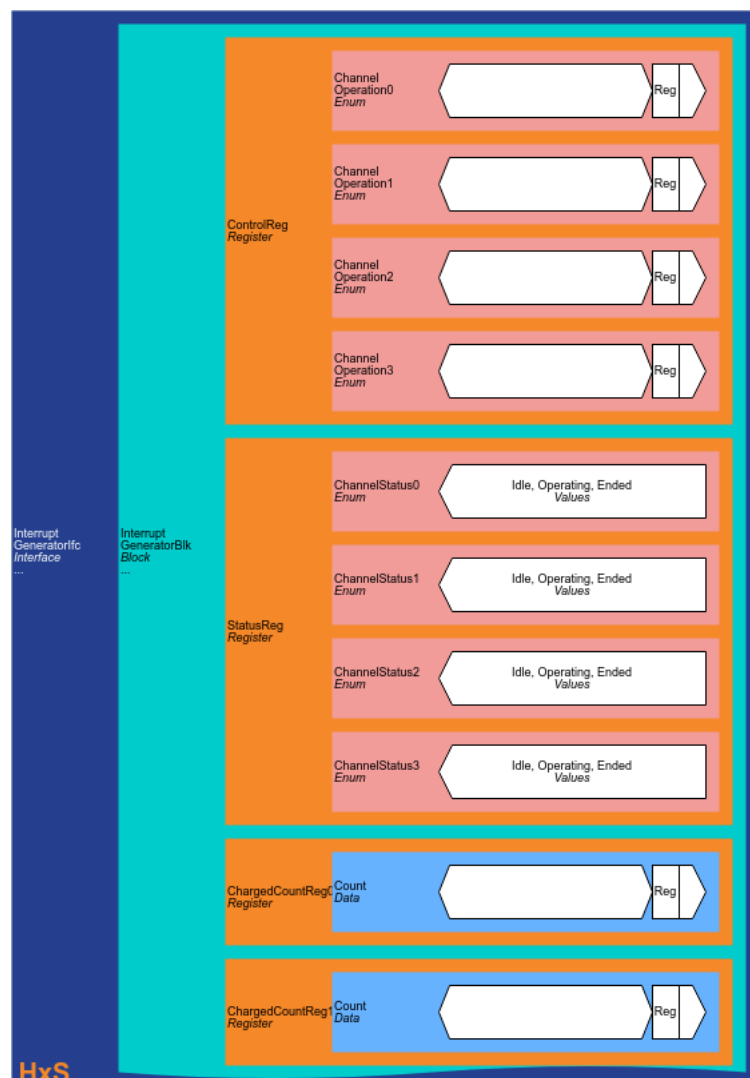 Channel
Operation0
Enum
Reg
Channel
Operation1
Enum
Reg
ControlReg
Register
Channel
Operation2
Enum
Reg
Channel
Operation3
Enum
Reg
ChannelStatus0
Enum
Idle, Operating, Ended
Values
Interrupt
GeneratorIfc
Interface
...
Interrupt
GeneratorBlk
Block
...
ChannelStatus1
Enum
Idle, Operating, Ended
Values
StatusReg
Register
ChannelStatus2
Enum
Idle, Operating, Ended
Values
ChannelStatus3
Enum
Idle, Operating, Ended
Values
ChargedCountReg0
Register
Count
Data
Reg
ChargedCountReg1
Register
Count
Data
Reg
HxS